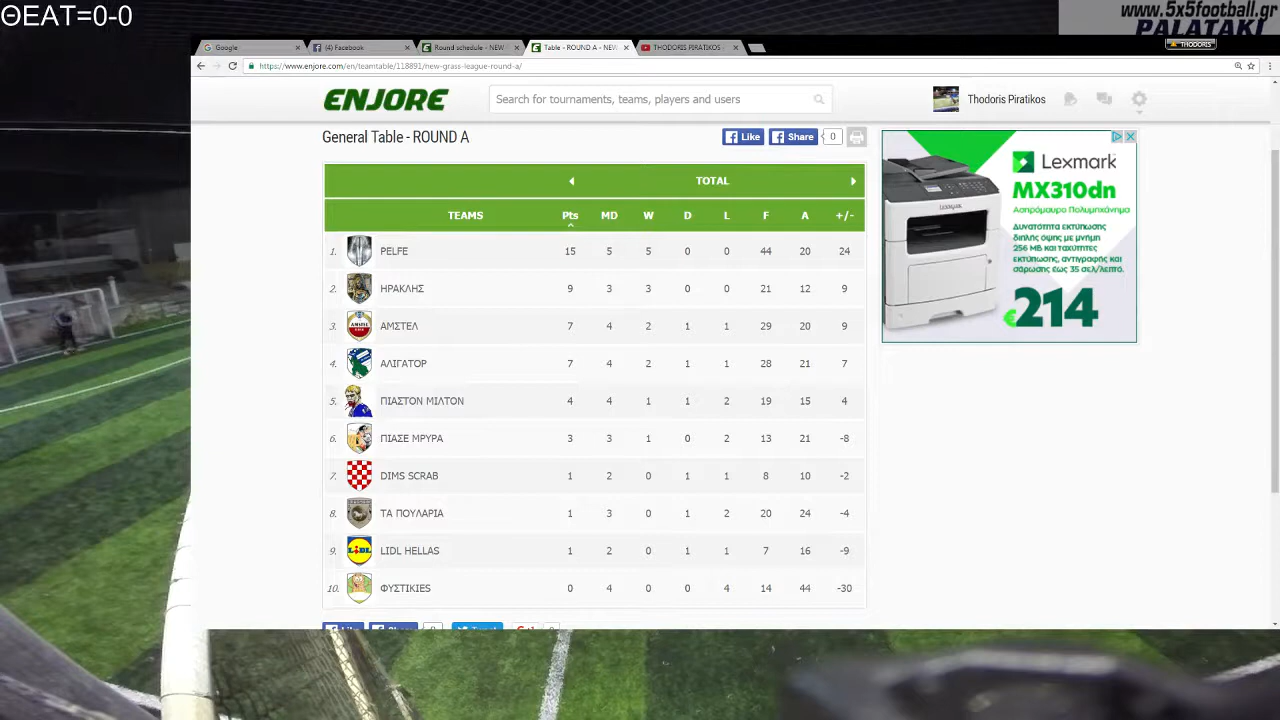 ΘΕΑΤ=0-0
www.5x5football.gr
PALATAKI
THODORIS
Google
(4) Facebook
Round schedule - NEW
Table - ROUND A - NEW
THODORIS PIRATIKOS -
https://www.enjore.com/en/teamtable/118891/new-grass-league-round-a/
ENJORE
Search for tournaments, teams, players and users
Thodoris Piratikos
General Table - ROUND A
Like
Share
0
TOTAL
TEAMS Pts MD W D L F A +/-
1. PELFE 15 5 5 0 0 44 20 24
2. ΗΡΑΚΛΗΣ 9 3 3 0 0 21 12 9
3. ΑΜΣΤΕΛ 7 4 2 1 1 29 20 9
4. ΑΛΙΓΑΤΟΡ 7 4 2 1 1 28 21 7
5. ΠΙΑΣΤΟΝ ΜΙΛΤΟΝ 4 4 1 1 2 19 15 4
6. ΠΙΑΣΕ ΜΡΥΡΑ 3 3 1 0 2 13 21 -8
7. DIMS SCRAB 1 2 0 1 1 8 10 -2
8. ΤΑ ΠΟΥΛΑΡΙΑ 1 3 0 1 2 20 24 -4
9. LIDL HELLAS 1 2 0 1 1 7 16 -9
10. ΦΥΣΤΙΚΙΕS 0 4 0 0 4 14 44 -30
Lexmark
MX310dn
Ασπρόμαυρο Πολυμηχάνημα
Δυνατότητα εκτύπωσης
διπλής όψης με μνήμη
256 MB και ταχύτητες
εκτύπωσης, αντιγραφής και
σάρωσης έως 35 σελ/λεπτό.
€214
Like
Share
0
Tweet